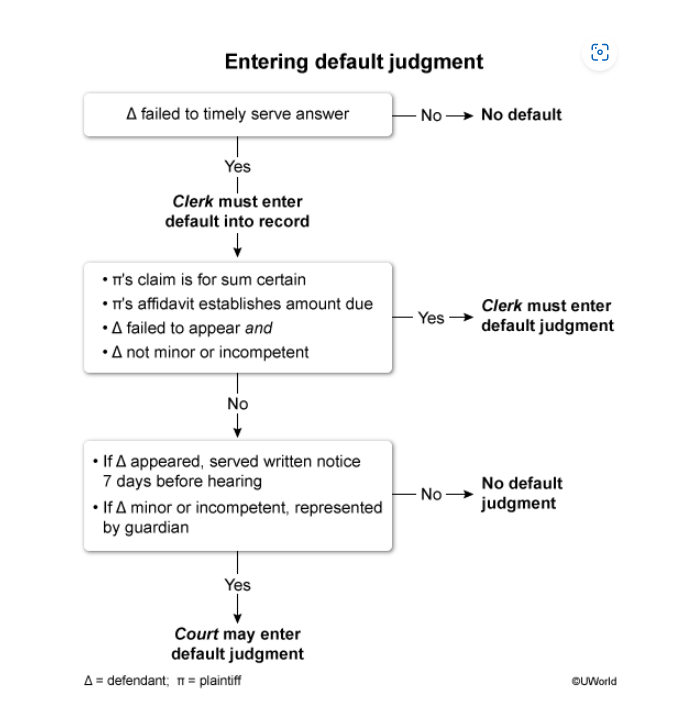 Entering default judgment
Δ failed to timely serve answer
No
No default
Yes
Clerk must enter
default into record
• π's claim is for sum certain
• π's affidavit establishes amount due
• Δ failed to appear and
• Δ not minor or incompetent
Yes
Clerk must enter
default judgment
No
• If Δ appeared, served written notice
7 days before hearing
• If Δ minor or incompetent, represented
by guardian
No
No default
judgment
Yes
Court may enter
default judgment
Δ = defendant; π = plaintiff
©UWorld